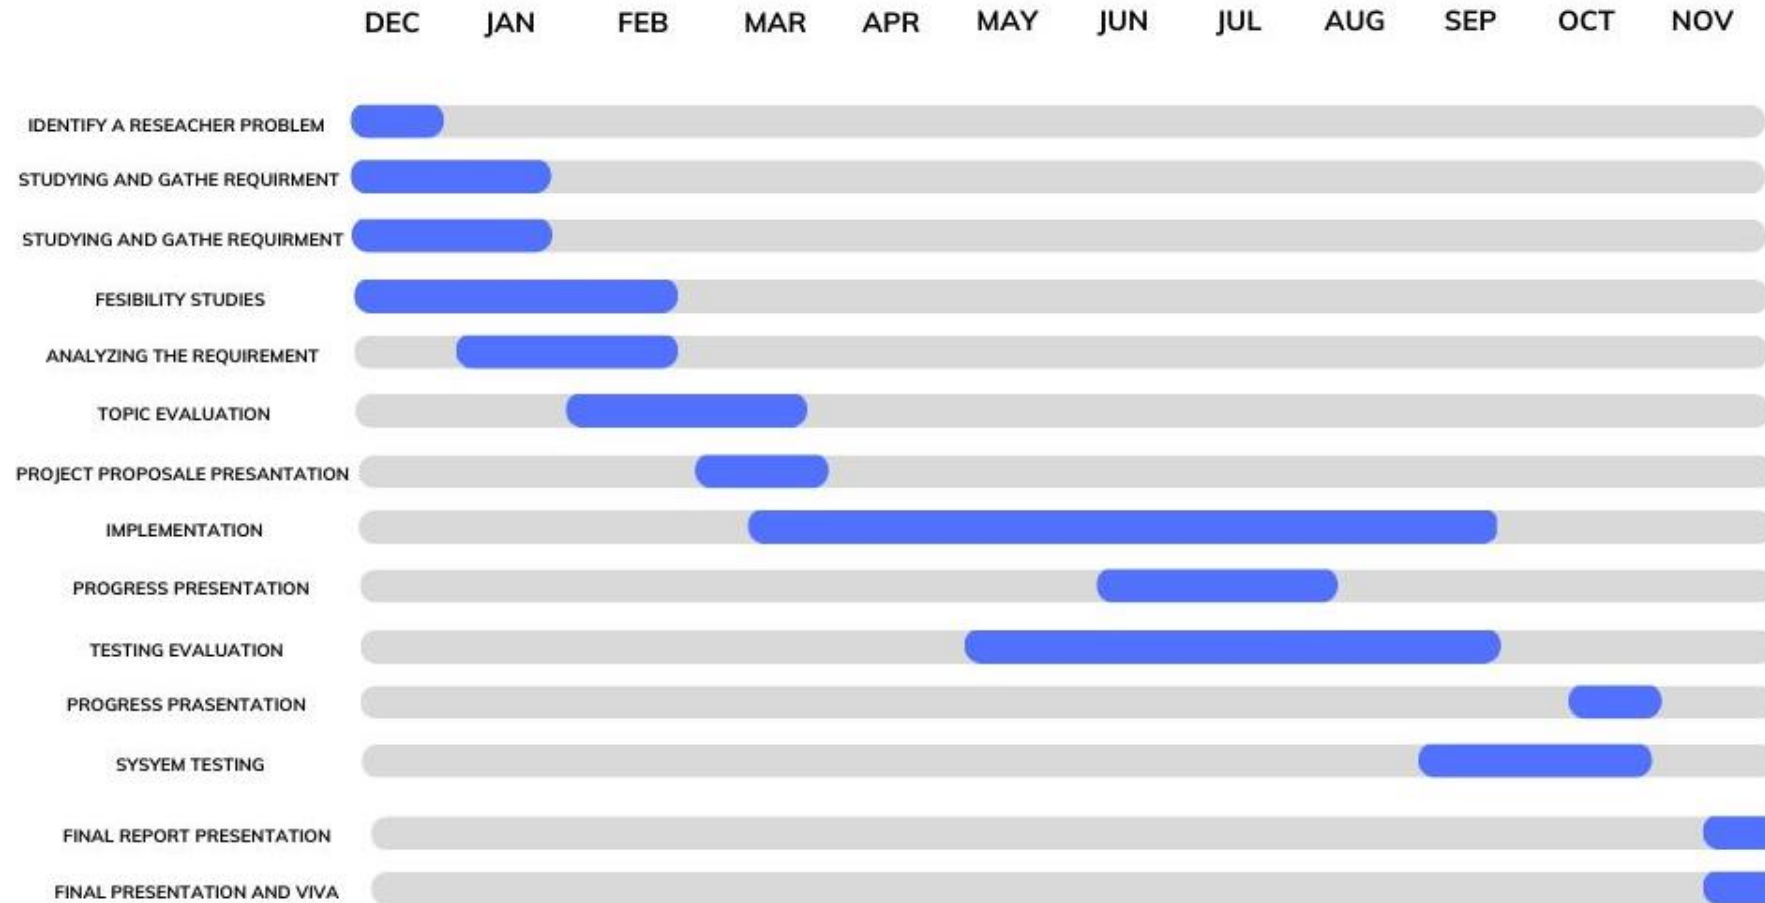 DEC JAN FEB MAR APR MAY JUN JUL AUG SEP OCT NOV
IDENTIFY A RESEACHER PROBLEM
STUDYING AND GATHE REQUIRMENT
STUDYING AND GATHE REQUIRMENT
FESIBILITY STUDIES
ANALYZING THE REQUIREMENT
TOPIC EVALUATION
PROJECT PROPOSALE PRESANTATION
IMPLEMENTATION
PROGRESS PRESENTATION
TESTING EVALUATION
PROGRESS PRASENTATION
SYSYEM TESTING
FINAL REPORT PRESENTATION
FINAL PRESENTATION AND VIVA